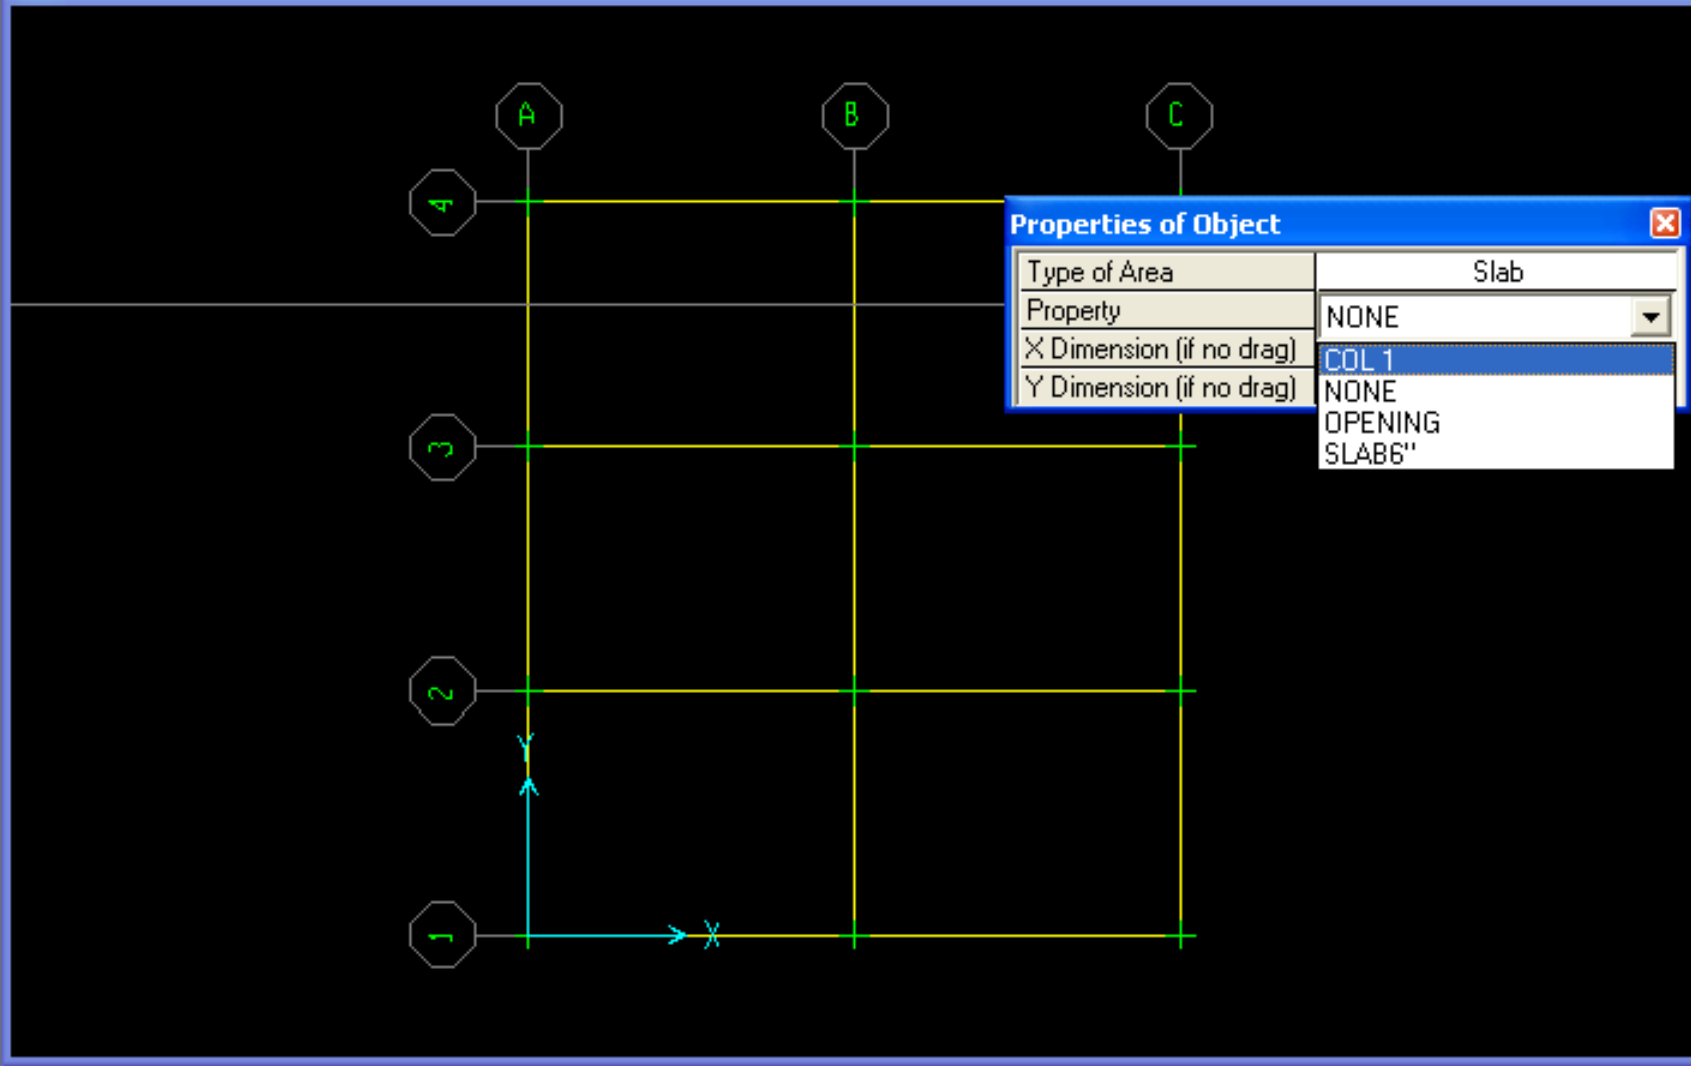 A
B
C
4
Properties of Object
Type of Area
Slab
Property
NONE
X Dimension (if no drag)
COL 1
Y Dimension (if no drag)
NONE
OPENING
SLAB6"
3
2
Y
1
X